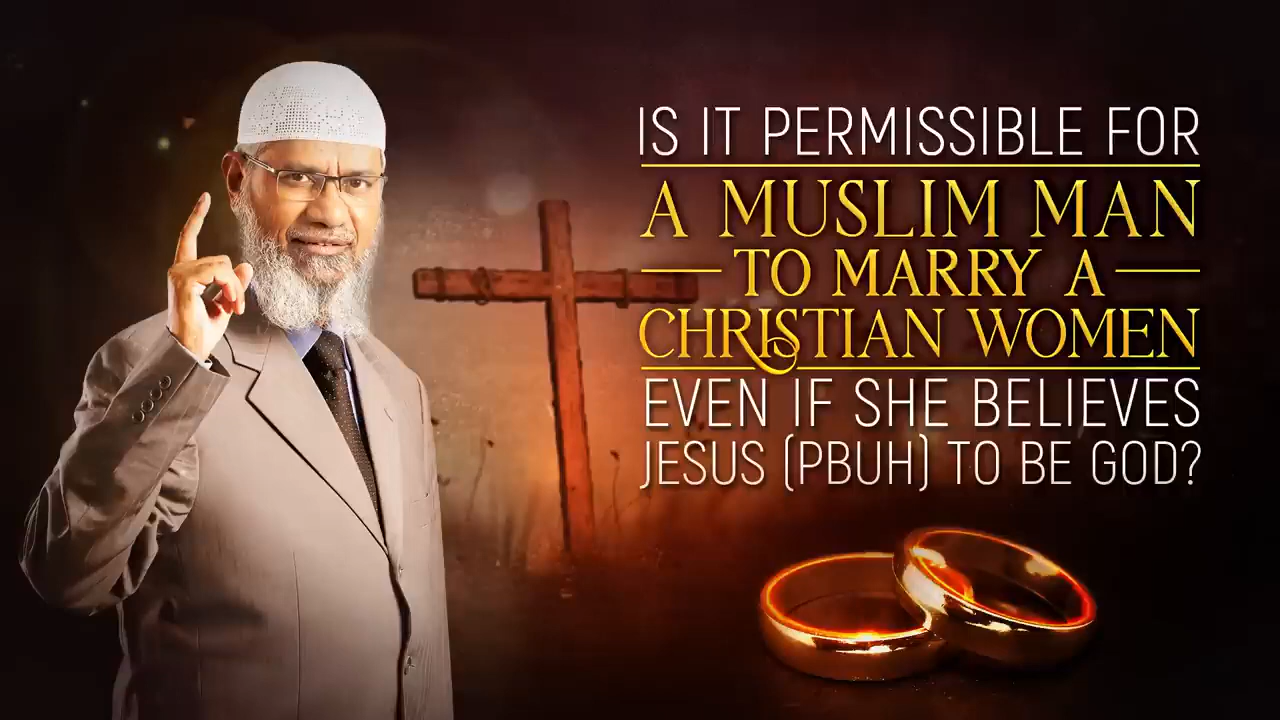 IS IT PERMISSIBLE FOR
A MUSLIM MAN
TO MARRY A
CHRISTIAN WOMEN
EVEN IF SHE BELIEVES
JESUS (PBUH) TO BE GOD?